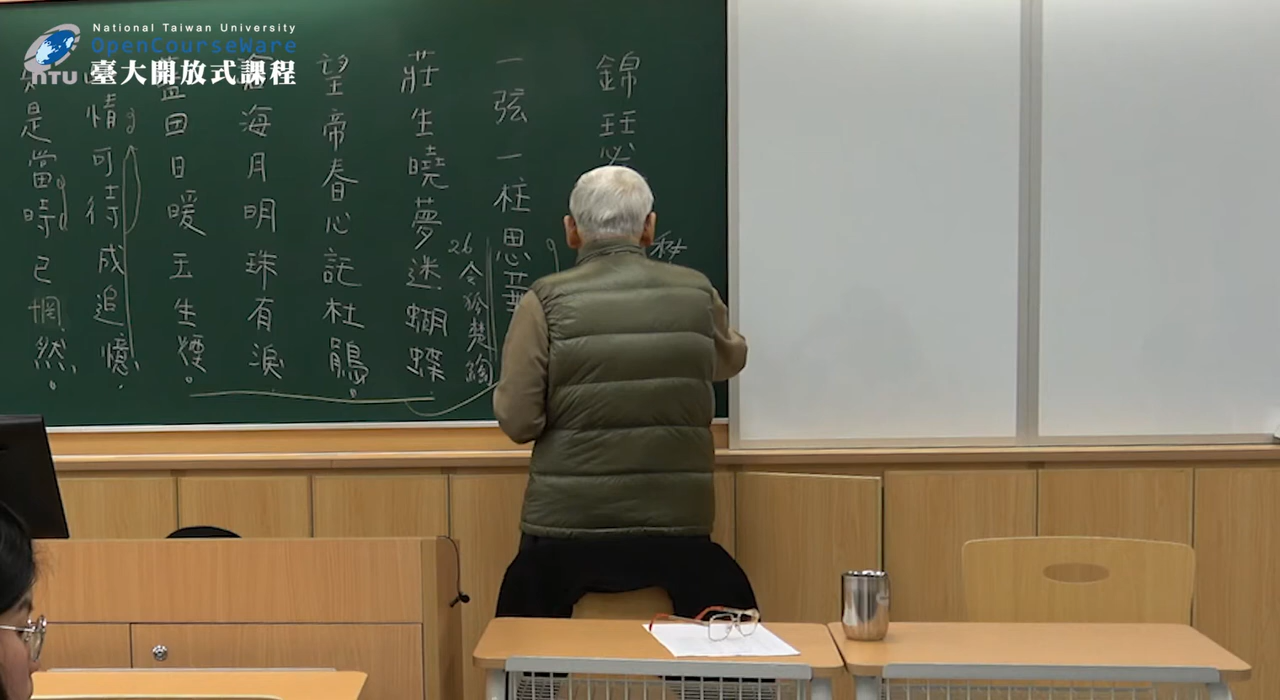 National Taiwan University
OpenCourseWare
NTU
臺大開放式課程
錦
一弦一柱思華
26 令狐楚綯
莊生曉夢迷蝴蝶
望帝春心託杜鵑
海月明珠有淚
藍田日暖玉生煙
情可待成追憶
是當時已惘然